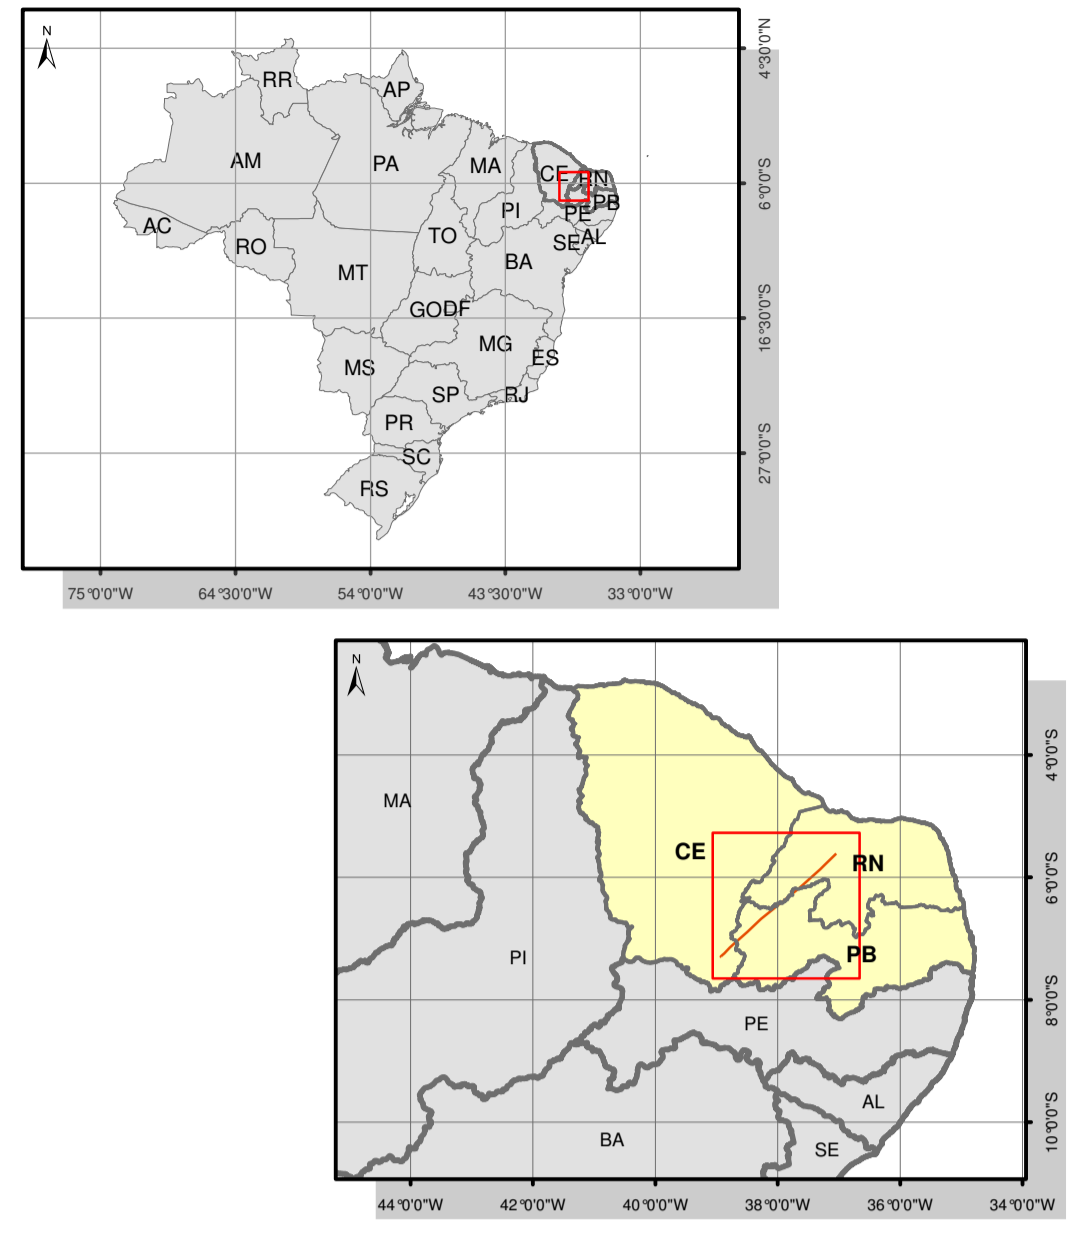 N
4°30'0"N
RR
AP
AM
PA
MA
CE
RN
6°0'0"S
PI
PB
PE
AC
RO
TO
SE
AL
MT
BA
GO
DF
16°30'0"S
MG
ES
MS
SP
RJ
PR
SC
27°0'0"S
RS
75°0'0"W 64°30'0"W 54°0'0"W 43°30'0"W 33°0'0"W
N
4°0'0"S
MA
CE
RN
6°0'0"S
PI
PB
8°0'0"S
PE
AL
10°0'0"S
BA
SE
44°0'0"W 42°0'0"W 40°0'0"W 38°0'0"W 36°0'0"W 34°0'0"W